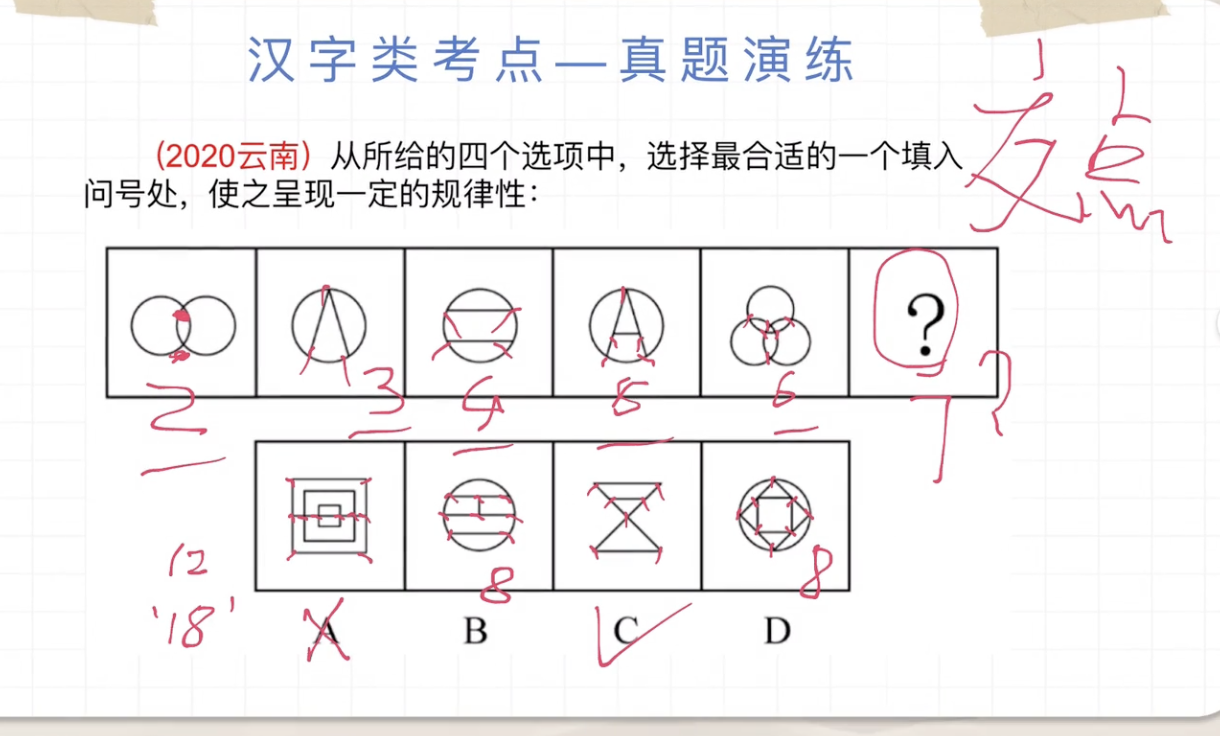 汉字类考点—真题演练
(2020云南)从所给的四个选项中，选择最合适的一个填入
问号处，使之呈现一定的规律性：
交点
?
2 3 4 5 6 7?
8 8
12
'18'
A B C D